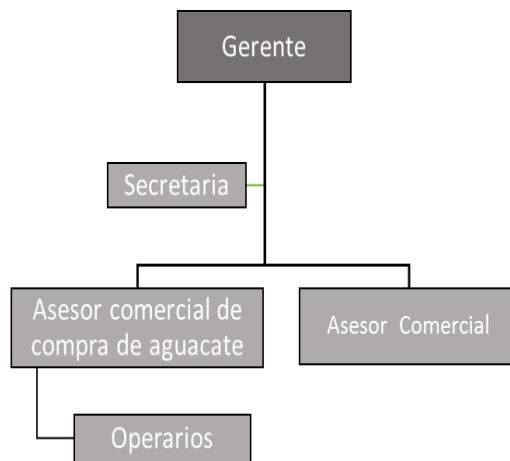 Gerente
Secretaria
Asesor comercial de
compra de aguacate
Asesor Comercial
Operarios